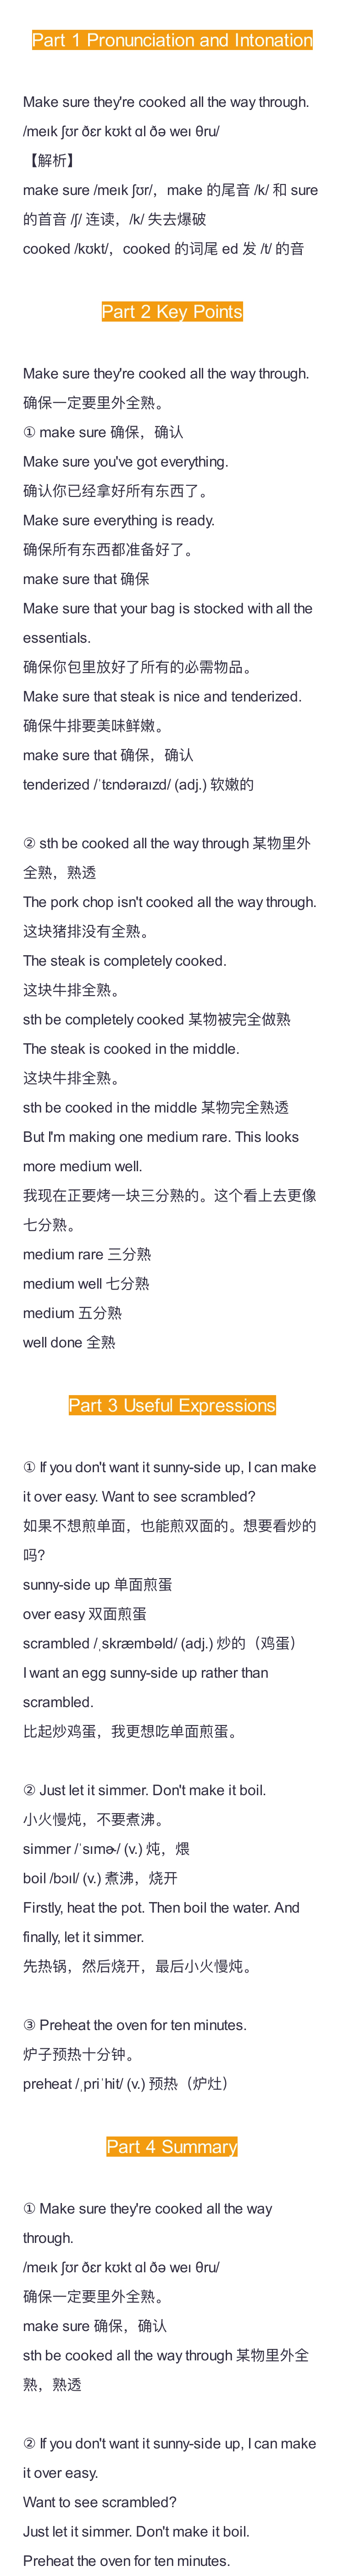 Part 1 Pronunciation and Intonation
Make sure they're cooked all the way through.
/meɪk ʃʊr ðɛr kʊkt ɑl ðə weɪ θru/
【解析】
make sure /meɪk ʃʊr/，make 的尾音 /k/ 和 sure
的首音 /ʃ/ 连读，/k/ 失去爆破
cooked /kʊkt/，cooked 的词尾 ed 发 /t/ 的音
Part 2 Key Points
Make sure they're cooked all the way through.
确保一定要里外全熟。
① make sure 确保，确认
Make sure you've got everything.
确认你已经拿好所有东西了。
Make sure everything is ready.
确保所有东西都准备好了。
make sure that 确保
Make sure that your bag is stocked with all the
essentials.
确保你包里放好了所有的必需物品。
Make sure that steak is nice and tenderized.
确保牛排要美味鲜嫩。
make sure that 确保，确认
tenderized /ˈtɛndəraɪzd/ (adj.) 软嫩的
② sth be cooked all the way through 某物里外
全熟，熟透
The pork chop isn't cooked all the way through.
这块猪排没有全熟。
The steak is completely cooked.
这块牛排全熟。
sth be completely cooked 某物被完全做熟
The steak is cooked in the middle.
这块牛排全熟。
sth be cooked in the middle 某物完全熟透
But I'm making one medium rare. This looks
more medium well.
我现在正要烤一块三分熟的。这个看上去更像
七分熟。
medium rare 三分熟
medium well 七分熟
medium 五分熟
well done 全熟
Part 3 Useful Expressions
① If you don't want it sunny-side up, I can make
it over easy. Want to see scrambled?
如果不想煎单面，也能煎双面的。想要看炒的
吗?
sunny-side up 单面煎蛋
over easy 双面煎蛋
scrambled /ˌskræmbəld/ (adj.) 炒的（鸡蛋）
I want an egg sunny-side up rather than
scrambled.
比起炒鸡蛋，我更想吃单面煎蛋。
② Just let it simmer. Don't make it boil.
小火慢炖，不要煮沸。
simmer /ˈsɪmɚ/ (v.) 炖，煨
boil /bɔɪl/ (v.) 煮沸，烧开
Firstly, heat the pot. Then boil the water. And
finally, let it simmer.
先热锅，然后烧开，最后小火慢炖。
③ Preheat the oven for ten minutes.
炉子预热十分钟。
preheat /ˌpriˈhit/ (v.) 预热（炉灶）
Part 4 Summary
① Make sure they're cooked all the way
through.
/meɪk ʃʊr ðɛr kʊkt ɑl ðə weɪ θru/
确保一定要里外全熟。
make sure 确保，确认
sth be cooked all the way through 某物里外全
熟，熟透
② If you don't want it sunny-side up, I can make
it over easy.
Want to see scrambled?
Just let it simmer. Don't make it boil.
Preheat the oven for ten minutes.